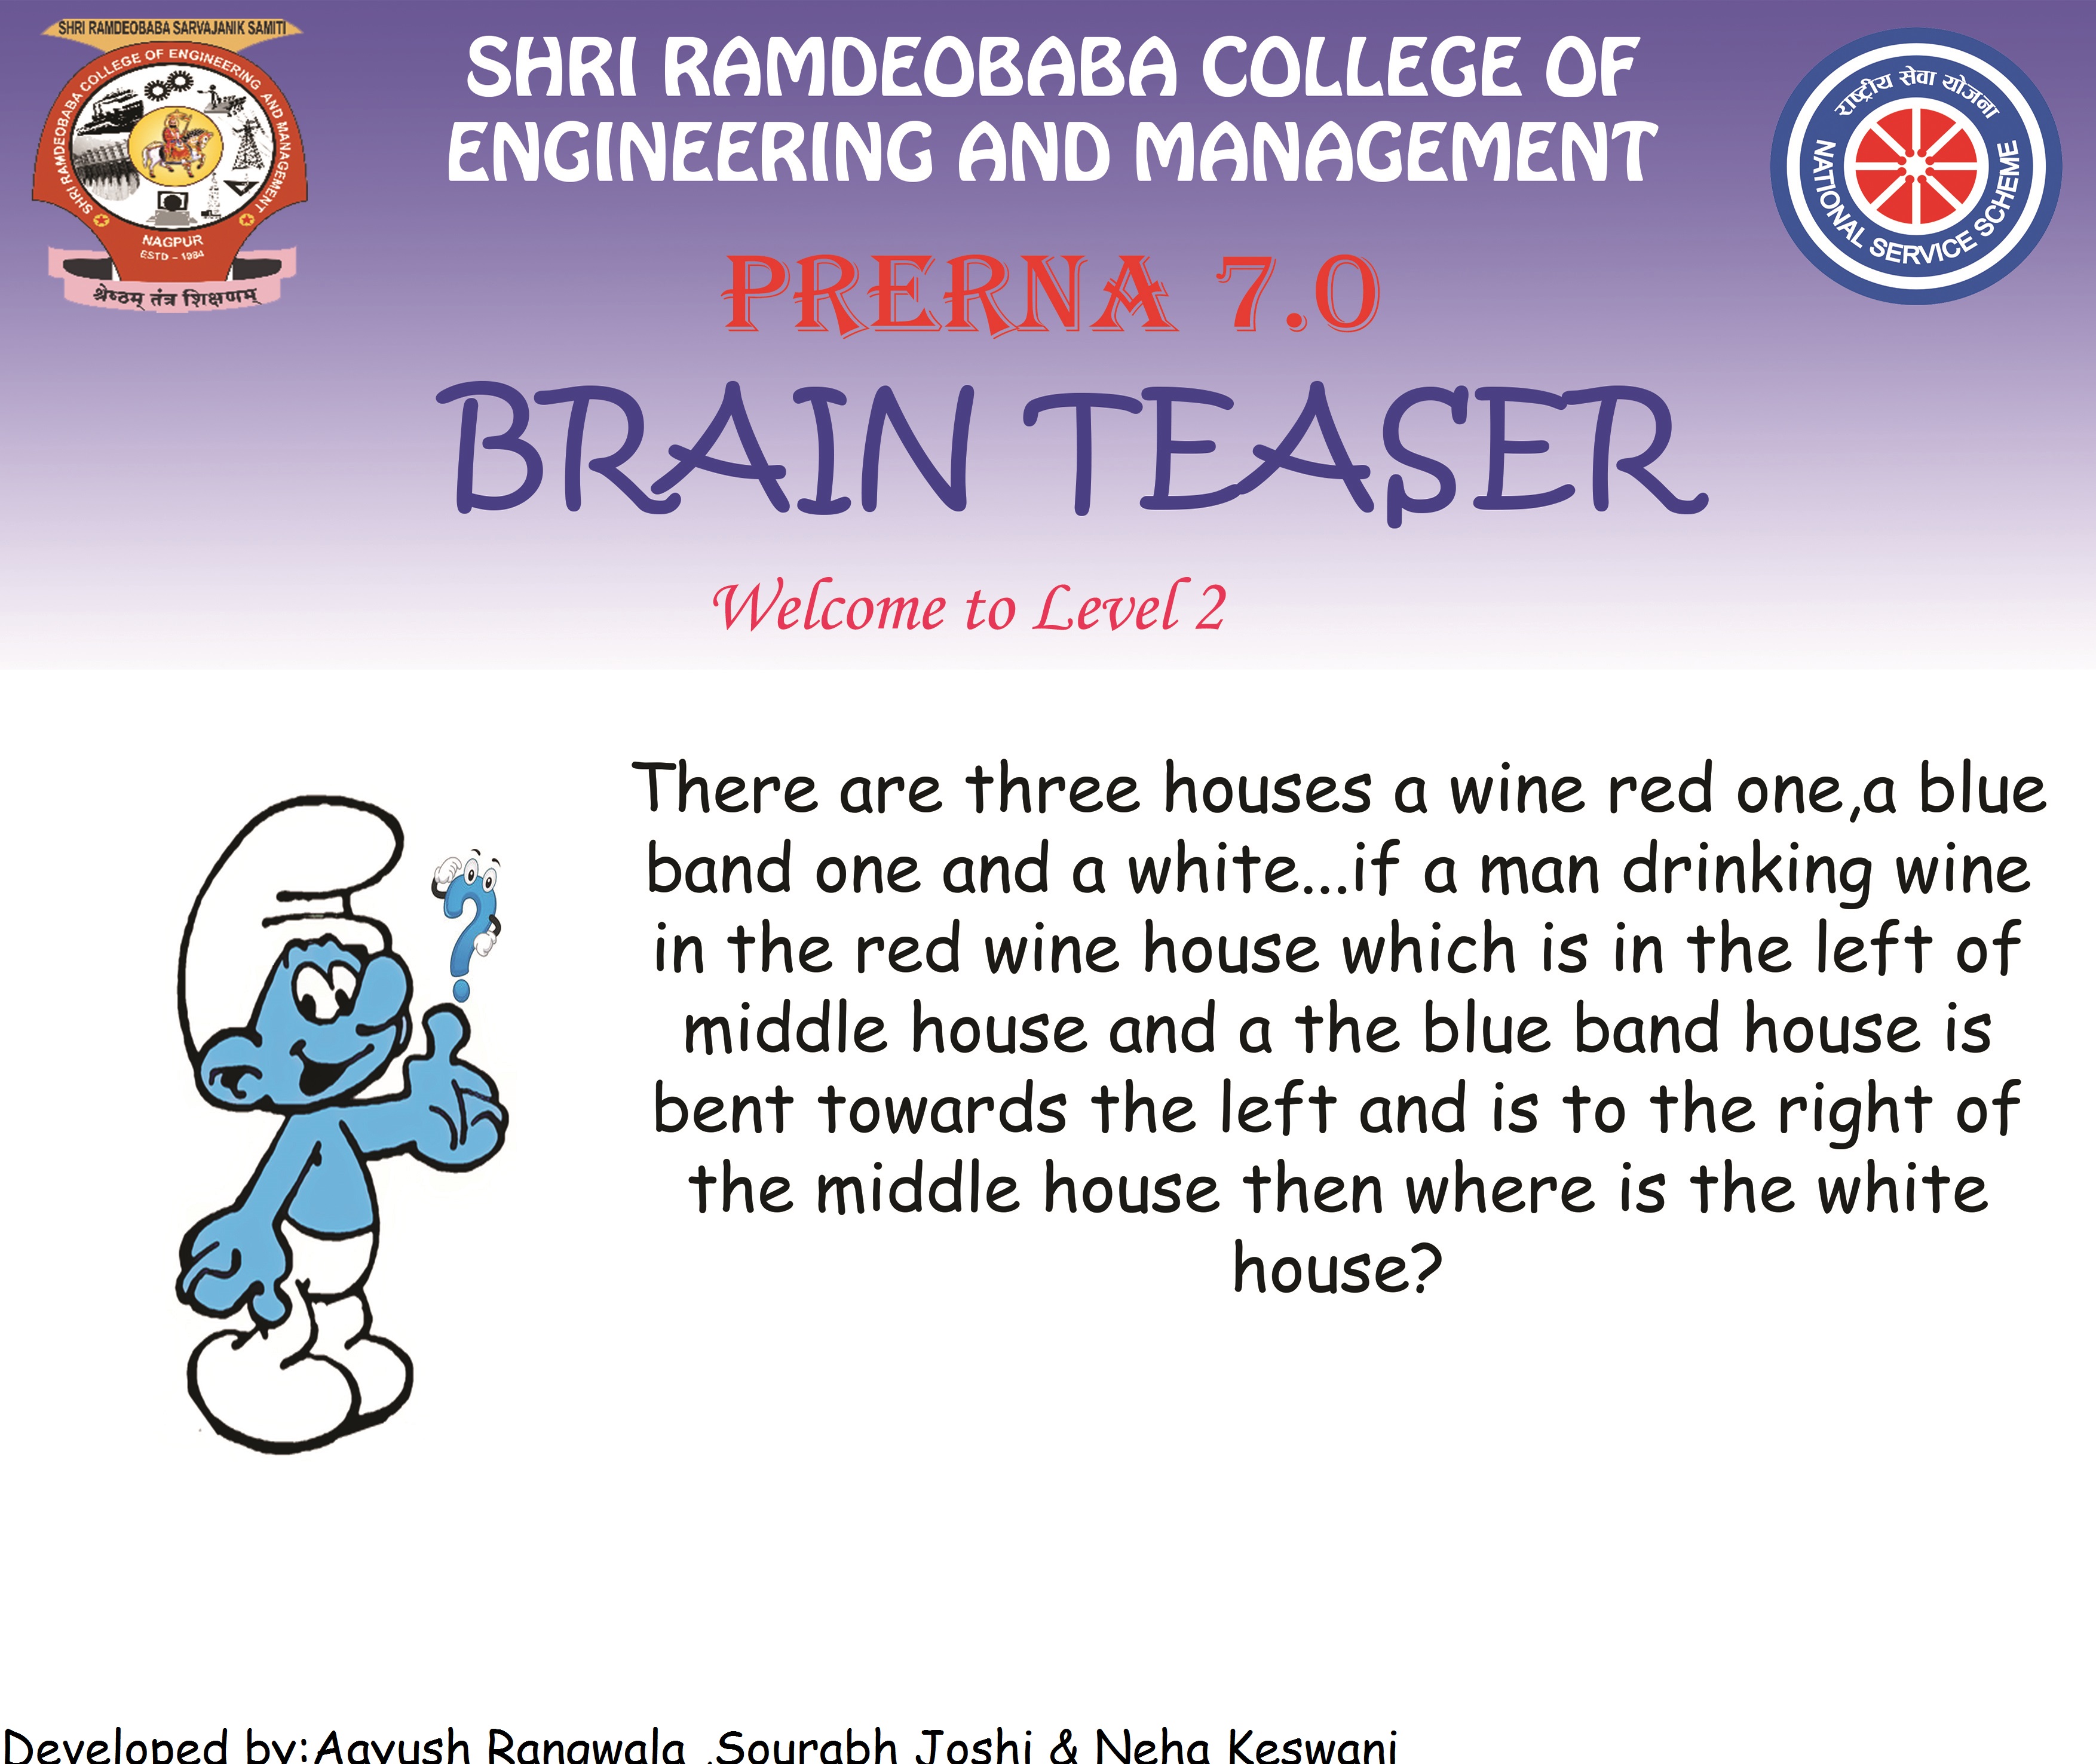 SHRI RAMDEOBABA SARVAJANIK SAMITI
SHRI RAMDEOBABA COLLEGE OF ENGINEERING AND MANAGEMENT
NAGPUR
ESTD - 1984
श्रेष्ठम् तंत्र शिक्षणम्
SHRI RAMDEOBABA COLLEGE OF
ENGINEERING AND MANAGEMENT
राष्ट्रीय सेवा योजना
NATIONAL SERVICE SCHEME
PRERNA 7.0
BRAIN TEASER
Welcome to Level 2
There are three houses a wine red one,a blue
band one and a white...if a man drinking wine
in the red wine house which is in the left of
middle house and a the blue band house is
bent towards the left and is to the right of
the middle house then where is the white
house?
Developed by:Aayush Rangwala ,Sourabh Joshi & Neha Keswani